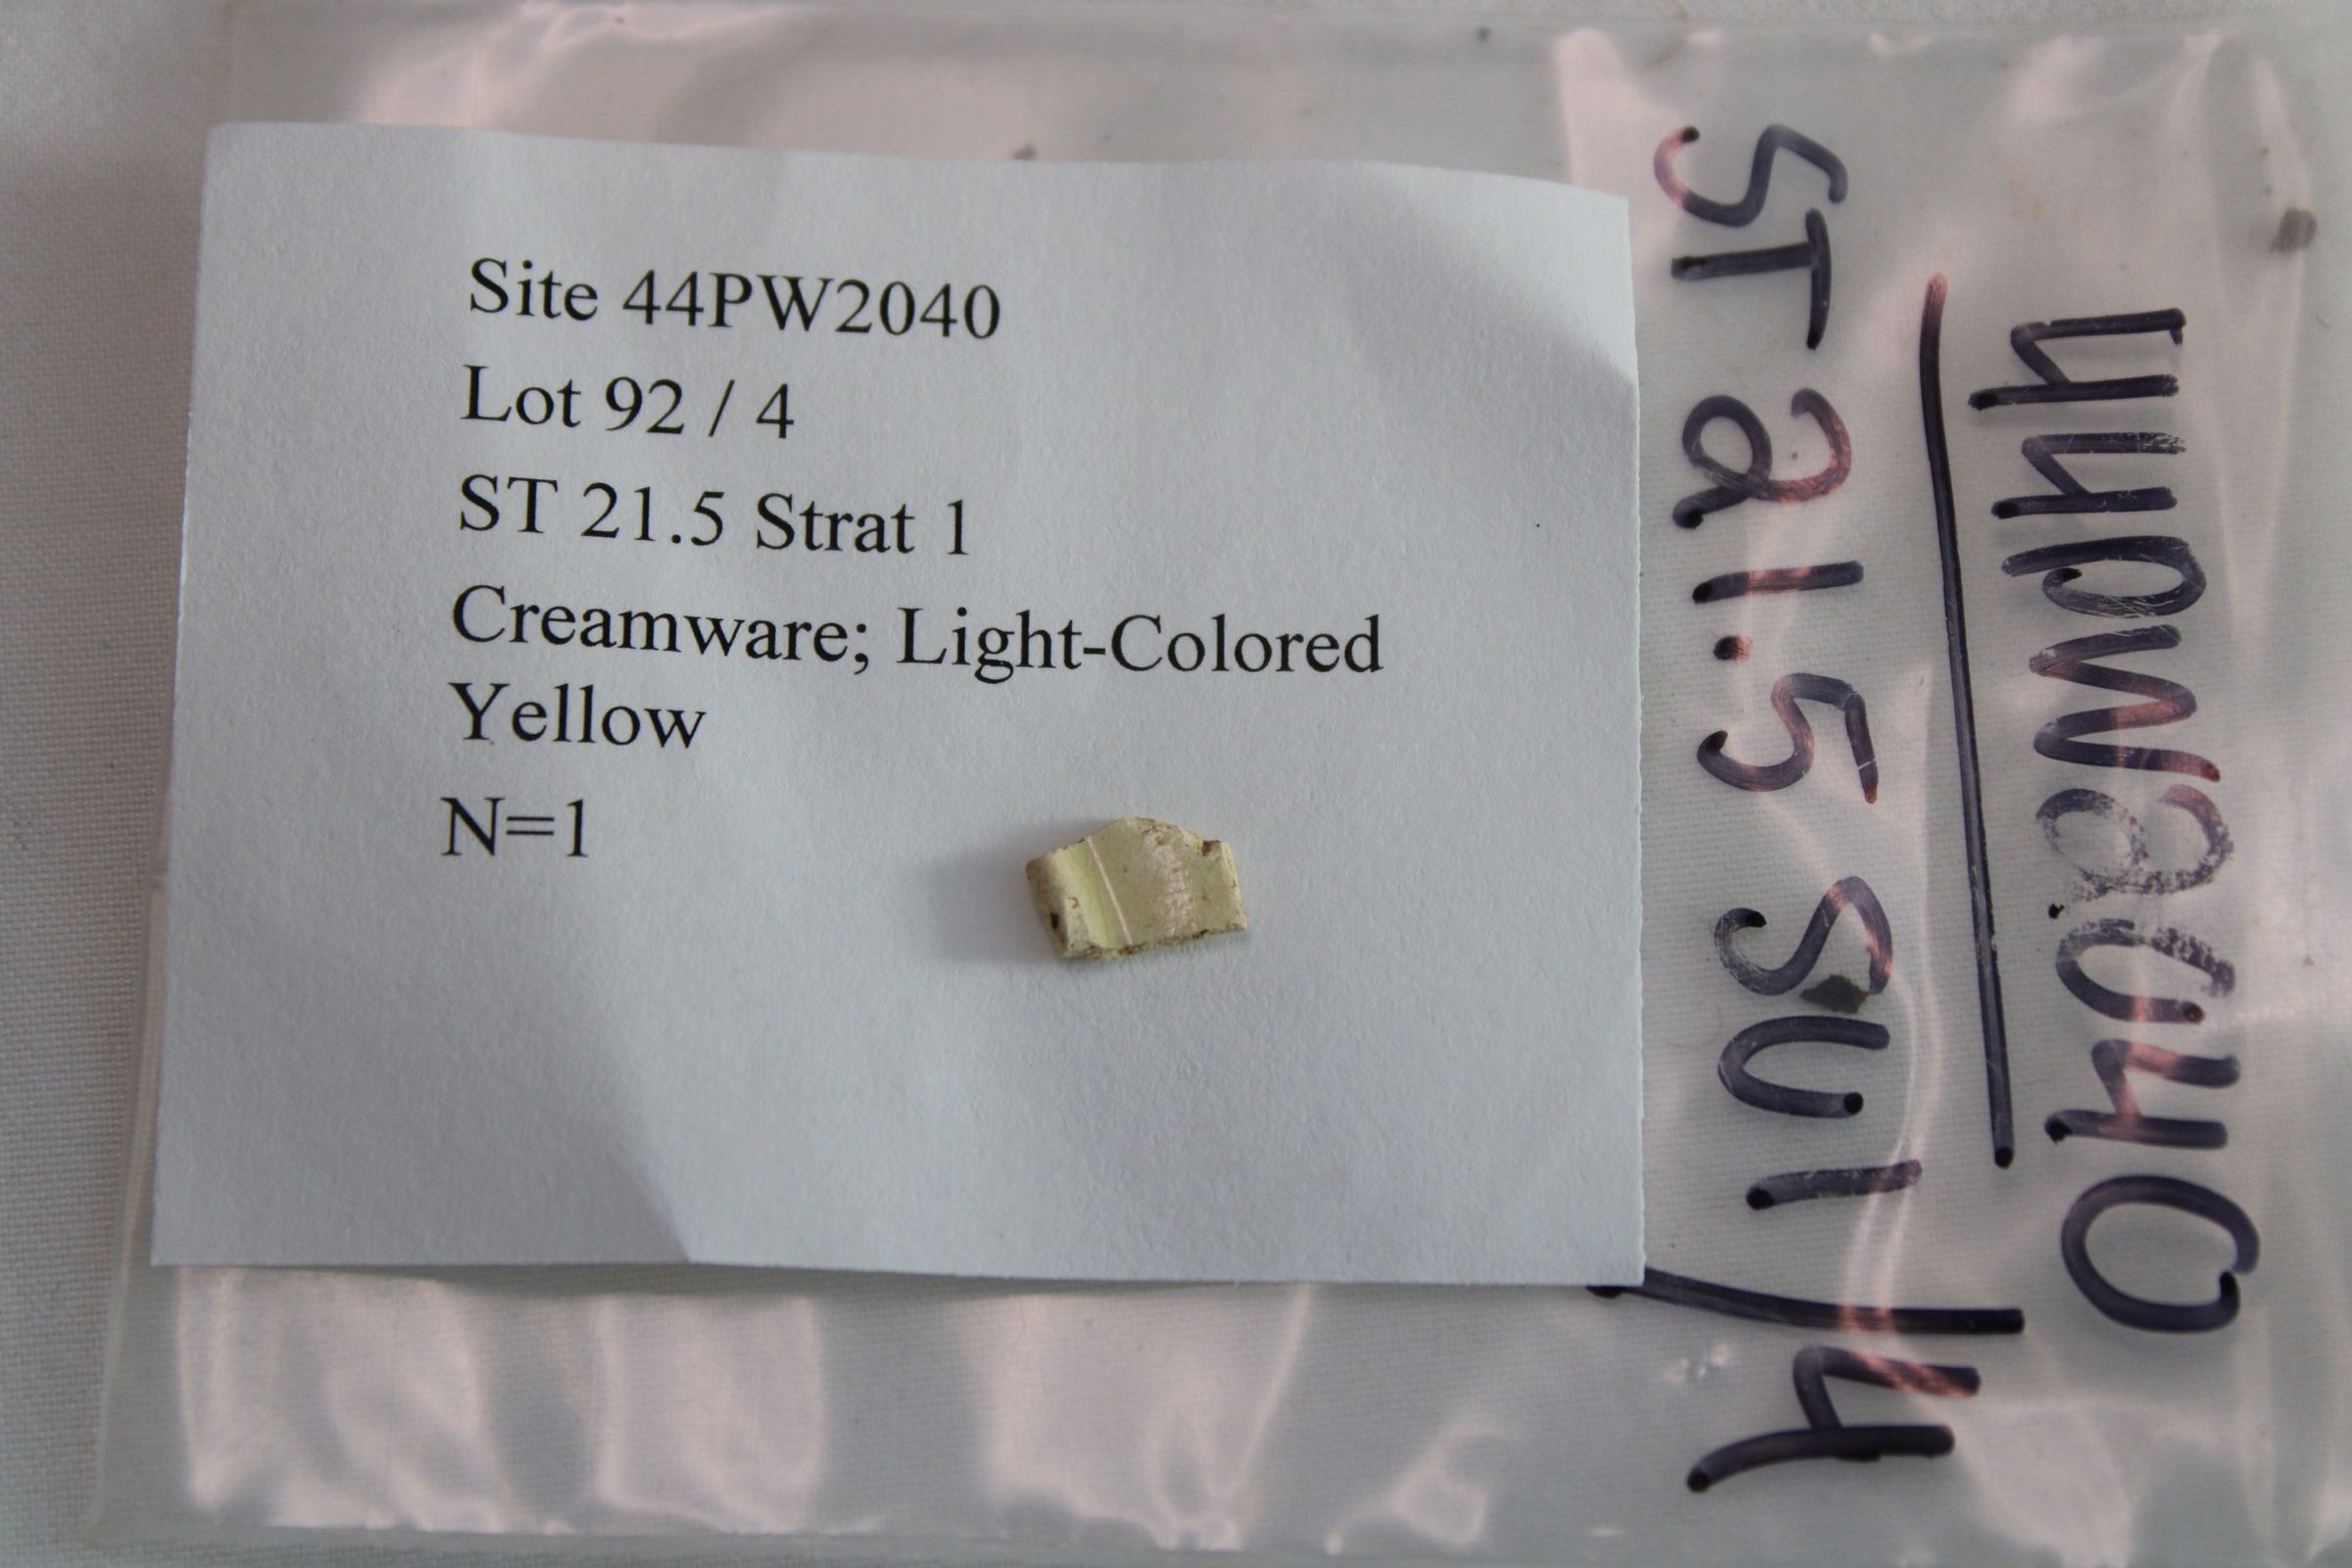 Site 44PW2040
Lot 92 / 4
ST 21.5 Strat 1
Creamware; Light-Colored
Yellow
N=1
44PW2040
ST 21.5 SU1
/4